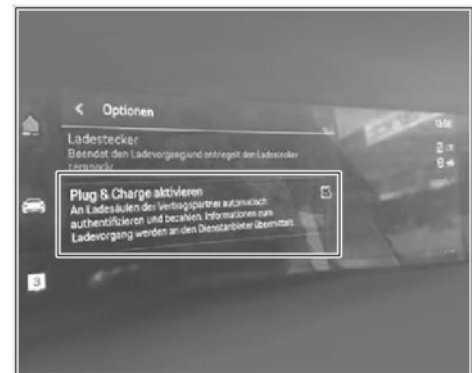 Optionen
Ladestecker
Beendet den Ladevorgang und entriegelt den Ladestecker
temporär
Plug & Charge aktivieren
An Ladesäulen der Vertragspartner automatisch
authentifizieren und bezahlen. Informationen zum
Ladevorgang werden an den Dienstanbieter übermittelt.
3